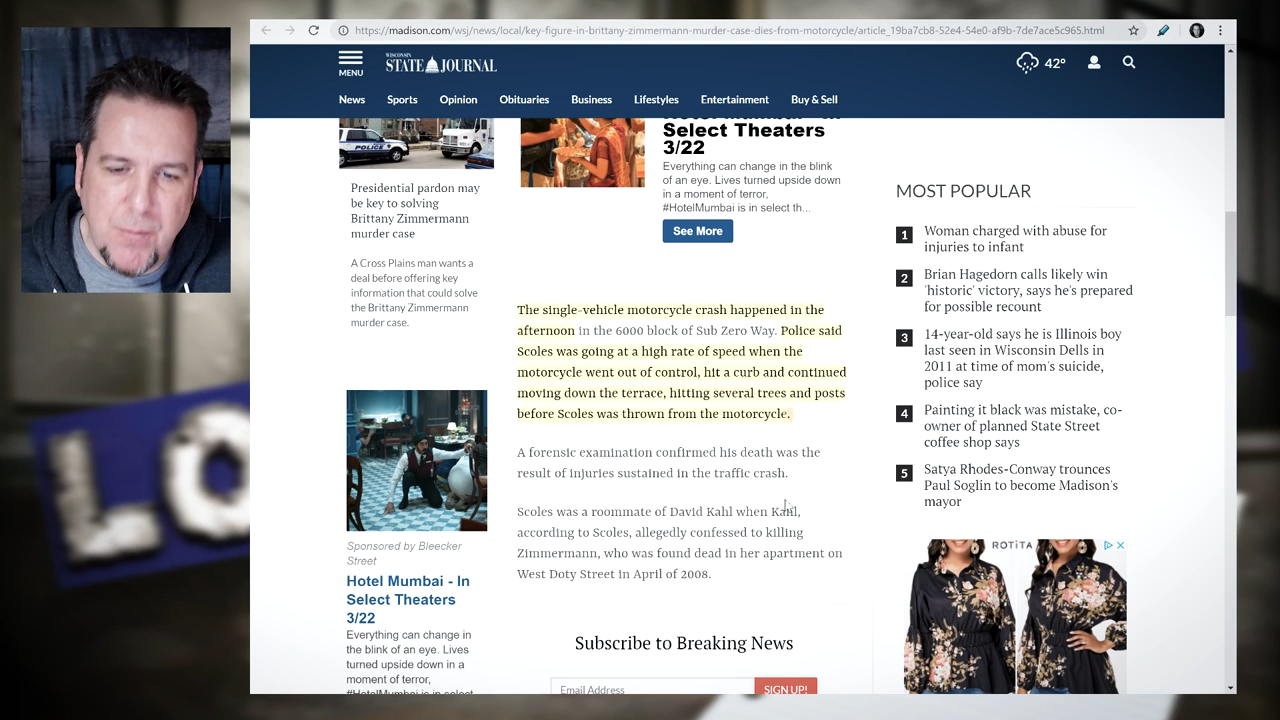 https://madison.com/wsj/news/local/key-figure-in-brittany-zimmermann-murder-case-dies-from-motorcycle/article_19ba7cb8-52e4-54e0-af9b-7de7ace5c965.html
MENU
WISCONSIN
STATE JOURNAL
42°
News Sports Opinion Obituaries Business Lifestyles Entertainment Buy & Sell
POLICE
Presidential pardon may
be key to solving
Brittany Zimmermann
murder case
A Cross Plains man wants a
deal before offering key
information that could solve
the Brittany Zimmermann
murder case.
Sponsored by Bleecker
Street
Hotel Mumbai - In
Select Theaters
3/22
Everything can change in
the blink of an eye. Lives
turned upside down in a
moment of terror,
#HotelMumbai is in select
Hotel Mumbai - In
Select Theaters
3/22
Everything can change in the blink
of an eye. Lives turned upside down
in a moment of terror,
#HotelMumbai is in select th...
See More
The single-vehicle motorcycle crash happened in the
afternoon in the 6000 block of Sub Zero Way. Police said
Scoles was going at a high rate of speed when the
motorcycle went out of control, hit a curb and continued
moving down the terrace, hitting several trees and posts
before Scoles was thrown from the motorcycle.
A forensic examination confirmed his death was the
result of injuries sustained in the traffic crash.
Scoles was a roommate of David Kahl when Kahl,
according to Scoles, allegedly confessed to killing
Zimmermann, who was found dead in her apartment on
West Doty Street in April of 2008.
Subscribe to Breaking News
Email Address
SIGN UP!
MOST POPULAR
1 Woman charged with abuse for
injuries to infant
2 Brian Hagedorn calls likely win
'historic' victory, says he's prepared
for possible recount
3 14-year-old says he is Illinois boy
last seen in Wisconsin Dells in
2011 at time of mom's suicide,
police say
4 Painting it black was mistake, co-
owner of planned State Street
coffee shop says
5 Satya Rhodes-Conway trounces
Paul Soglin to become Madison's
mayor
ROTITA
LO